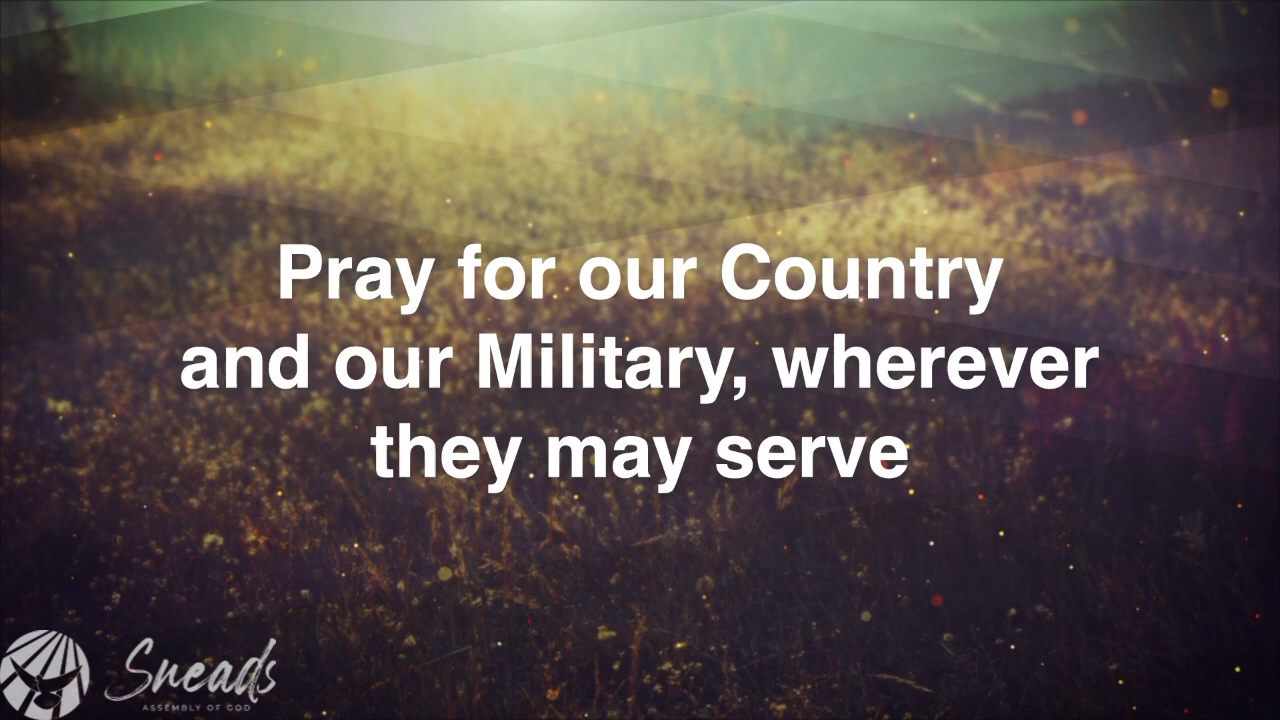 Pray for our Country
and our Military, wherever
they may serve
Sneads
ASSEMBLY OF GOD